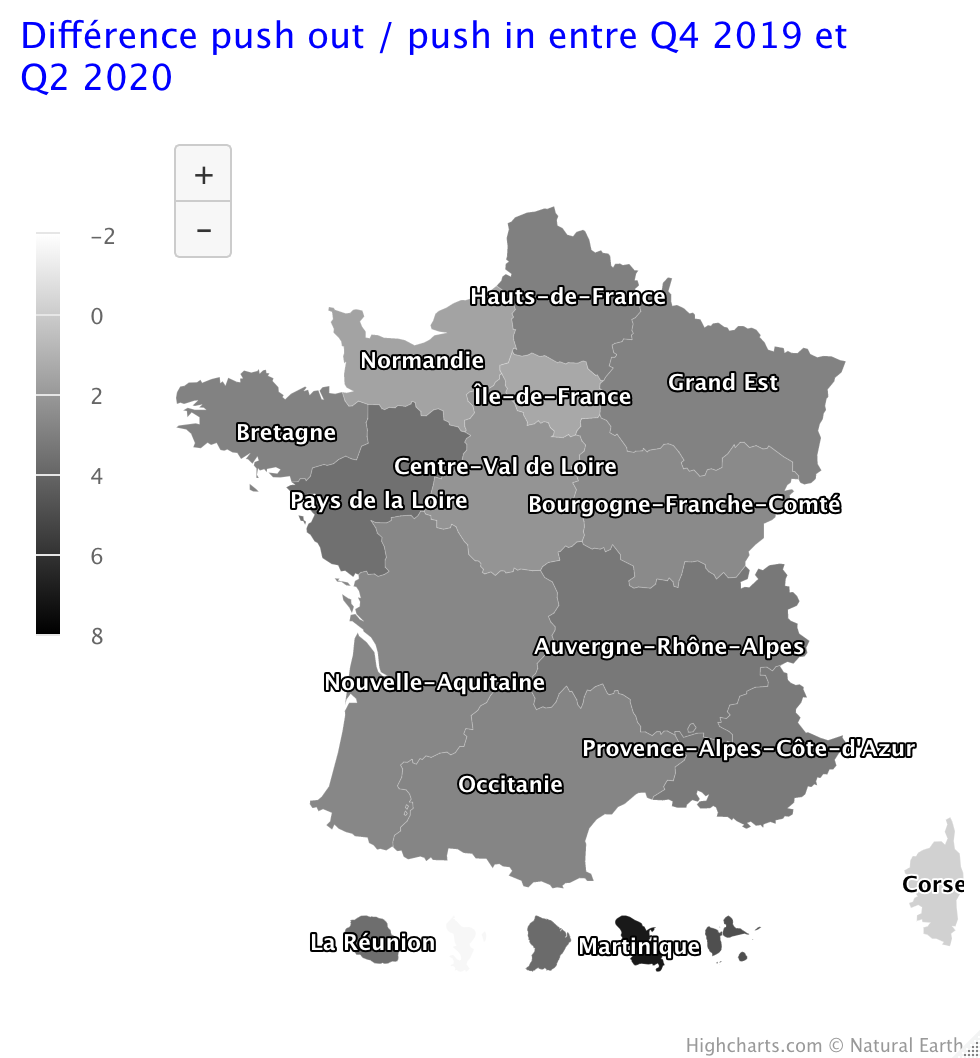 Différence push out / push in entre Q4 2019 et
Q2 2020
+
−
−2
0
2
4
6
8
Hauts-de-France
Normandie
Grand Est
Île-de-France
Bretagne
Centre-Val de Loire
Pays de la Loire
Bourgogne-Franche-Comté
Auvergne-Rhône-Alpes
Nouvelle-Aquitaine
Provence-Alpes-Côte-d'Azur
Occitanie
Corse
La Réunion
Martinique
Highcharts.com © Natural Earth